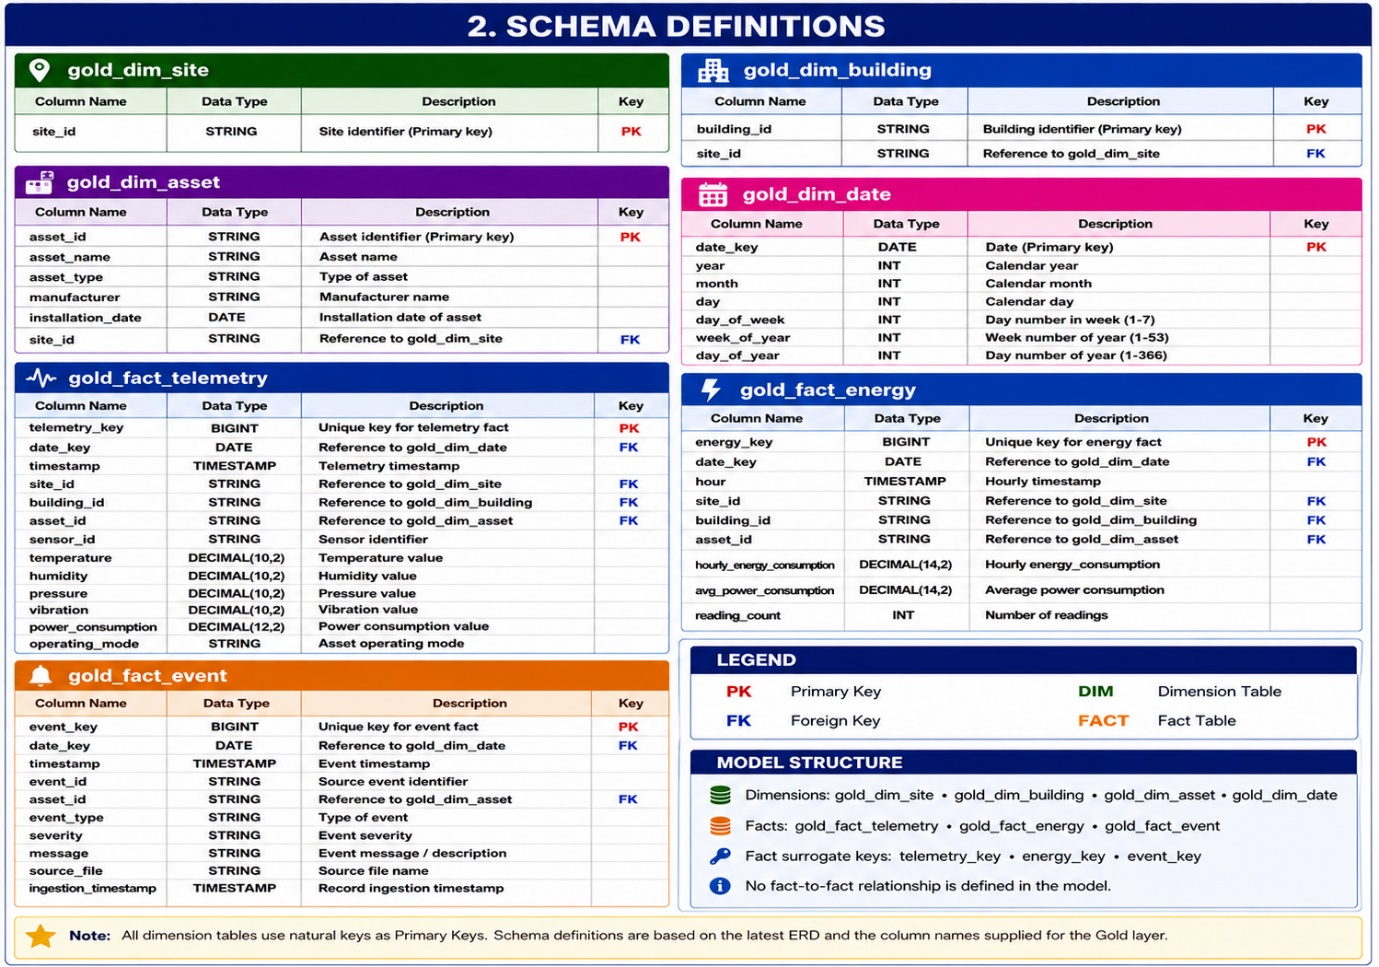 2. SCHEMA DEFINITIONS
gold_dim_site
Column Name Data Type Description Key
site_id STRING Site identifier (Primary key) PK
gold_dim_asset
Column Name Data Type Description Key
asset_id STRING Asset identifier (Primary key) PK
asset_name STRING Asset name
asset_type STRING Type of asset
manufacturer STRING Manufacturer name
installation_date DATE Installation date of asset
site_id STRING Reference to gold_dim_site FK
gold_fact_telemetry
Column Name Data Type Description Key
telemetry_key BIGINT Unique key for telemetry fact PK
date_key DATE Reference to gold_dim_date FK
timestamp TIMESTAMP Telemetry timestamp
site_id STRING Reference to gold_dim_site FK
building_id STRING Reference to gold_dim_building FK
asset_id STRING Reference to gold_dim_asset FK
sensor_id STRING Sensor identifier
temperature DECIMAL(10,2) Temperature value
humidity DECIMAL(10,2) Humidity value
pressure DECIMAL(10,2) Pressure value
vibration DECIMAL(10,2) Vibration value
power_consumption DECIMAL(12,2) Power consumption value
operating_mode STRING Asset operating mode
gold_fact_event
Column Name Data Type Description Key
event_key BIGINT Unique key for event fact PK
date_key DATE Reference to gold_dim_date FK
timestamp TIMESTAMP Event timestamp
event_id STRING Source event identifier
asset_id STRING Reference to gold_dim_asset FK
event_type STRING Type of event
severity STRING Event severity
message STRING Event message / description
source_file STRING Source file name
ingestion_timestamp TIMESTAMP Record ingestion timestamp
gold_dim_building
Column Name Data Type Description Key
building_id STRING Building identifier (Primary key) PK
site_id STRING Reference to gold_dim_site FK
gold_dim_date
Column Name Data Type Description Key
date_key DATE Date (Primary key) PK
year INT Calendar year
month INT Calendar month
day INT Calendar day
day_of_week INT Day number in week (1-7)
week_of_year INT Week number of year (1-53)
day_of_year INT Day number of year (1-366)
gold_fact_energy
Column Name Data Type Description Key
energy_key BIGINT Unique key for energy fact PK
date_key DATE Reference to gold_dim_date FK
hour TIMESTAMP Hourly timestamp
site_id STRING Reference to gold_dim_site FK
building_id STRING Reference to gold_dim_building FK
asset_id STRING Reference to gold_dim_asset FK
hourly_energy_consumption DECIMAL(14,2) Hourly energy_consumption
avg_power_consumption DECIMAL(14,2) Average power consumption
reading_count INT Number of readings
LEGEND
PK Primary Key DIM Dimension Table
FK Foreign Key FACT Fact Table
MODEL STRUCTURE
Dimensions: gold_dim_site • gold_dim_building • gold_dim_asset • gold_dim_date
Facts: gold_fact_telemetry • gold_fact_energy • gold_fact_event
Fact surrogate keys: telemetry_key • energy_key • event_key
No fact-to-fact relationship is defined in the model.
Note: All dimension tables use natural keys as Primary Keys. Schema definitions are based on the latest ERD and the column names supplied for the Gold layer.